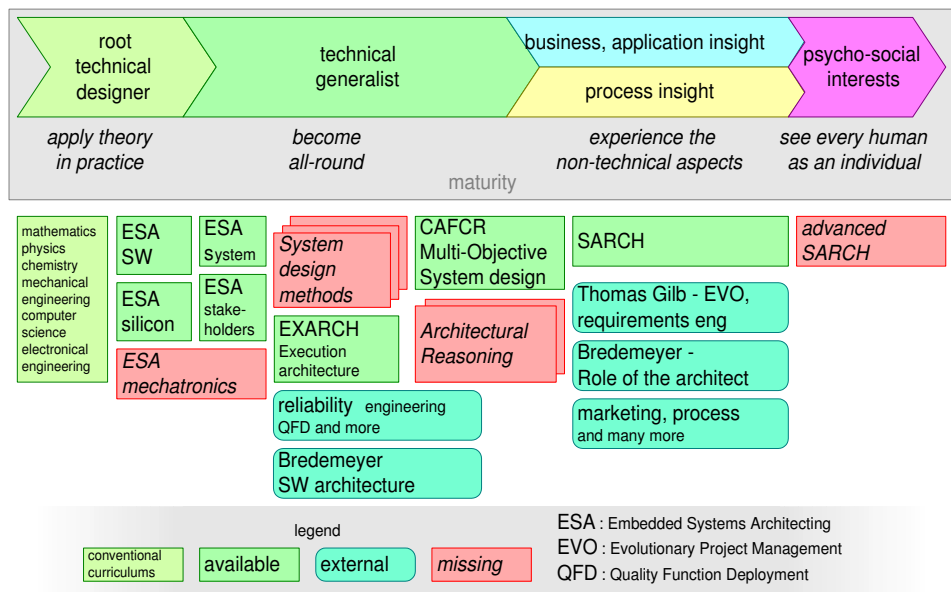 root
technical
designer
technical
generalist
business, application insight
process insight
psycho-social
interests
apply theory
in practice
become
all-round
experience the
non-technical aspects
see every human
as an individual
maturity
mathematics
physics
chemistry
mechanical
engineering
computer
science
electronical
engineering
ESA
SW
ESA
System
ESA
silicon
ESA
stake-
holders
ESA
mechatronics
System
design
methods
EXARCH
Execution
architecture
reliability engineering
QFD and more
Bredemeyer
SW architecture
CAFCR
Multi-Objective
System design
Architectural
Reasoning
SARCH
Thomas Gilb - EVO,
requirements eng
Bredemeyer -
Role of the architect
marketing, process
and many more
advanced
SARCH
legend
conventional
curriculums
available
external
missing
ESA : Embedded Systems Architecting
EVO : Evolutionary Project Management
QFD : Quality Function Deployment